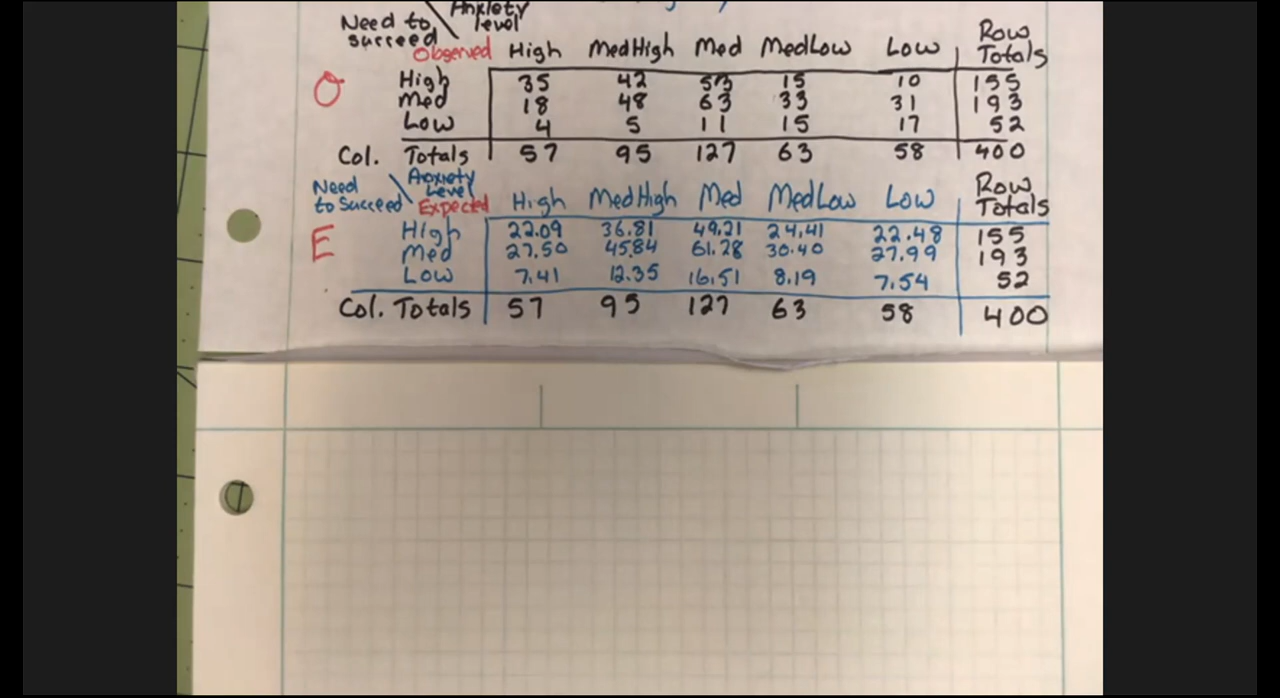 Anxiety
Need to level
succeed
Observed High MedHigh Med MedLow Low Row Totals
O
High 35 42 53 15 10 155
Med 18 48 63 33 31 193
Low 4 5 11 15 17 52
Col. Totals 57 95 127 63 58 400
Need Anxiety Level
to Succeed Expected High MedHigh Med MedLow Low Row Totals
E
High 22.09 36.81 49.21 24.41 22.48 155
Med 27.50 45.84 61.28 30.40 27.99 193
Low 7.41 12.35 16.51 8.19 7.54 52
Col. Totals 57 95 127 63 58 400